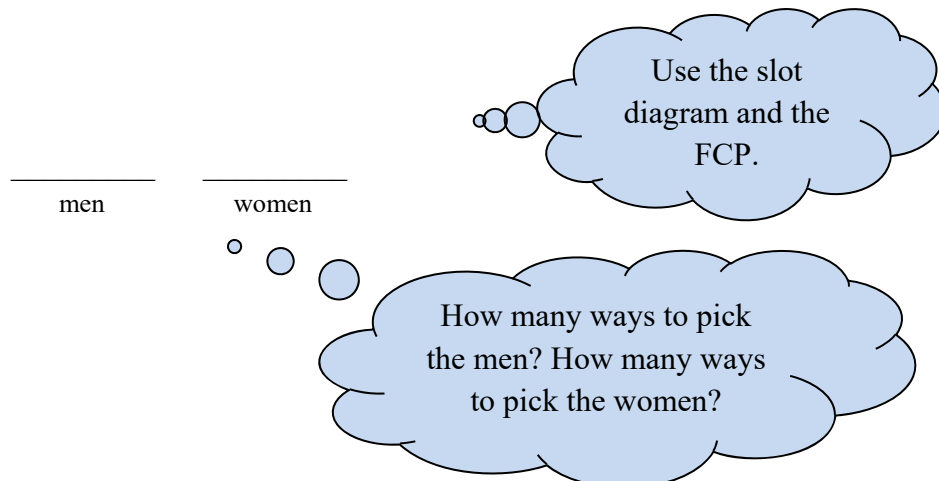 Use the slot
diagram and the
FCP.
men women
How many ways to pick
the men? How many ways
to pick the women?